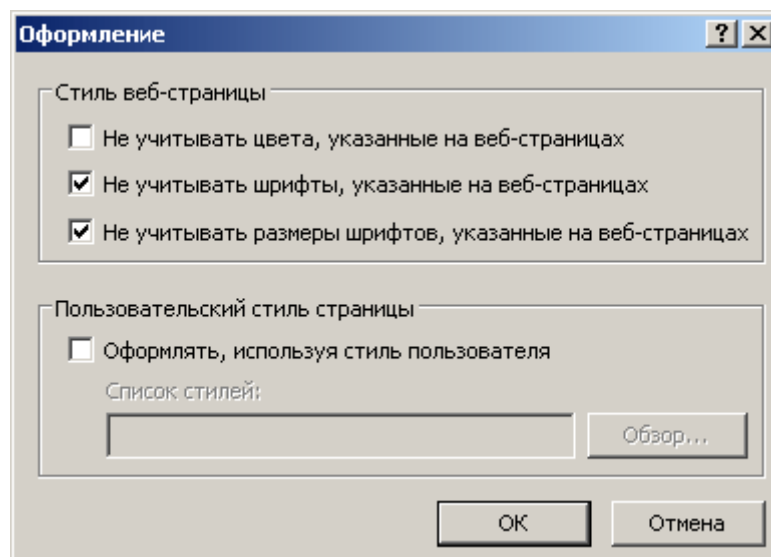 Оформление
Стиль веб-страницы
Не учитывать цвета, указанные на веб-страницах
Не учитывать шрифты, указанные на веб-страницах
Не учитывать размеры шрифтов, указанные на веб-страницах
Пользовательский стиль страницы
Оформлять, используя стиль пользователя
Список стилей:
Обзор...
ОК
Отмена